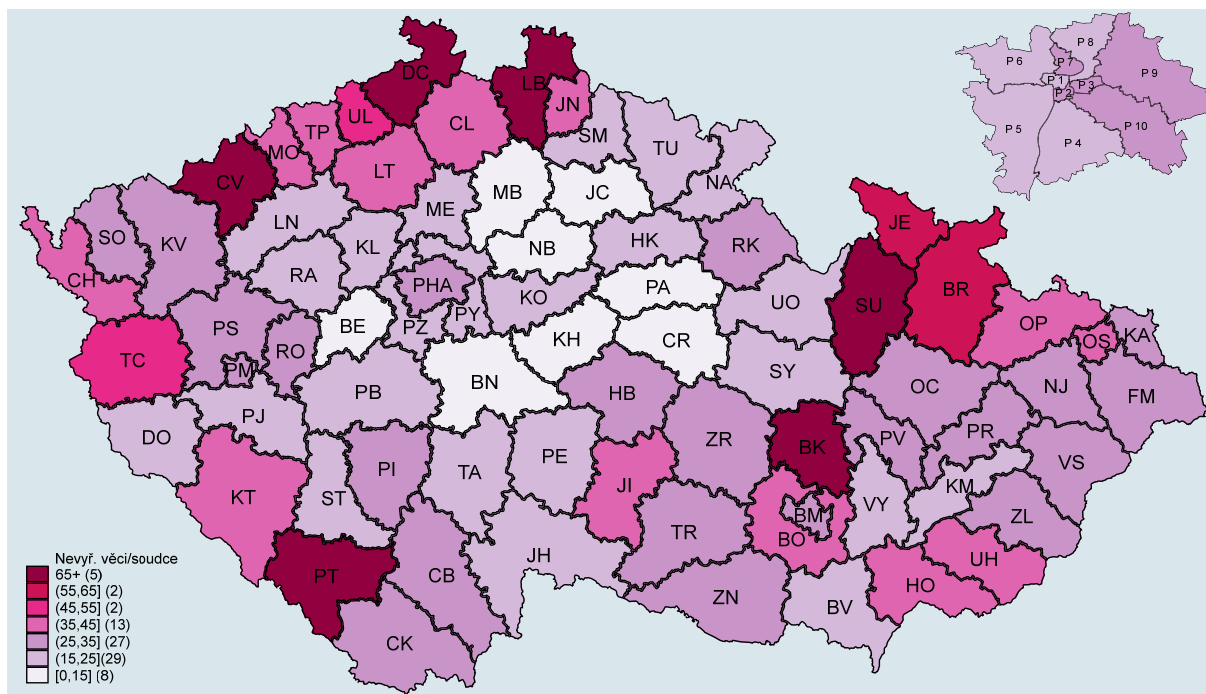 DC
LB
P 8
P 6
P 7
P 9
P 1
P 3
P 2
P 10
P 5
P 4
UL
CL
JN
TP
SM
TU
MO
LT
CV
MB
JC
NA
ME
SO
KV
LN
KL
NB
HK
RK
JE
CH
RA
PHA
KO
PA
UO
SU
BR
PS
BE
PZ
PY
OP
KA
OS
TC
RO
KH
CR
PM
BN
HB
SY
OC
NJ
FM
PB
PJ
DO
ZR
BK
PV
PR
VS
PI
TA
PE
KT
ST
JI
VY
KM
BM
ZL
TR
BO
JH
UH
PT
CB
HO
ZN
BV
CK
Nevyř. věci/soudce
65+ (5)
(55,65] (2)
(45,55] (2)
(35,45] (13)
(25,35] (27)
(15,25](29)
[0,15] (8)